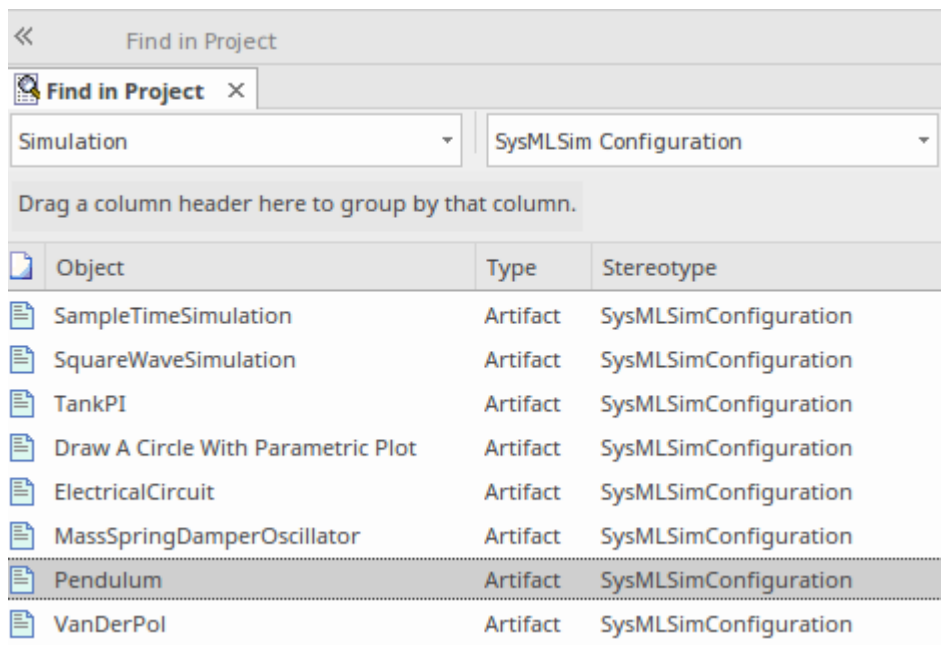 Find in Project
Find in Project
Simulation SysMLSim Configuration
Drag a column header here to group by that column.
Object Type Stereotype
SampleTimeSimulation Artifact SysMLSimConfiguration
SquareWaveSimulation Artifact SysMLSimConfiguration
TankPI Artifact SysMLSimConfiguration
Draw A Circle With Parametric Plot Artifact SysMLSimConfiguration
ElectricalCircuit Artifact SysMLSimConfiguration
MassSpringDamperOscillator Artifact SysMLSimConfiguration
Pendulum Artifact SysMLSimConfiguration
VanDerPol Artifact SysMLSimConfiguration